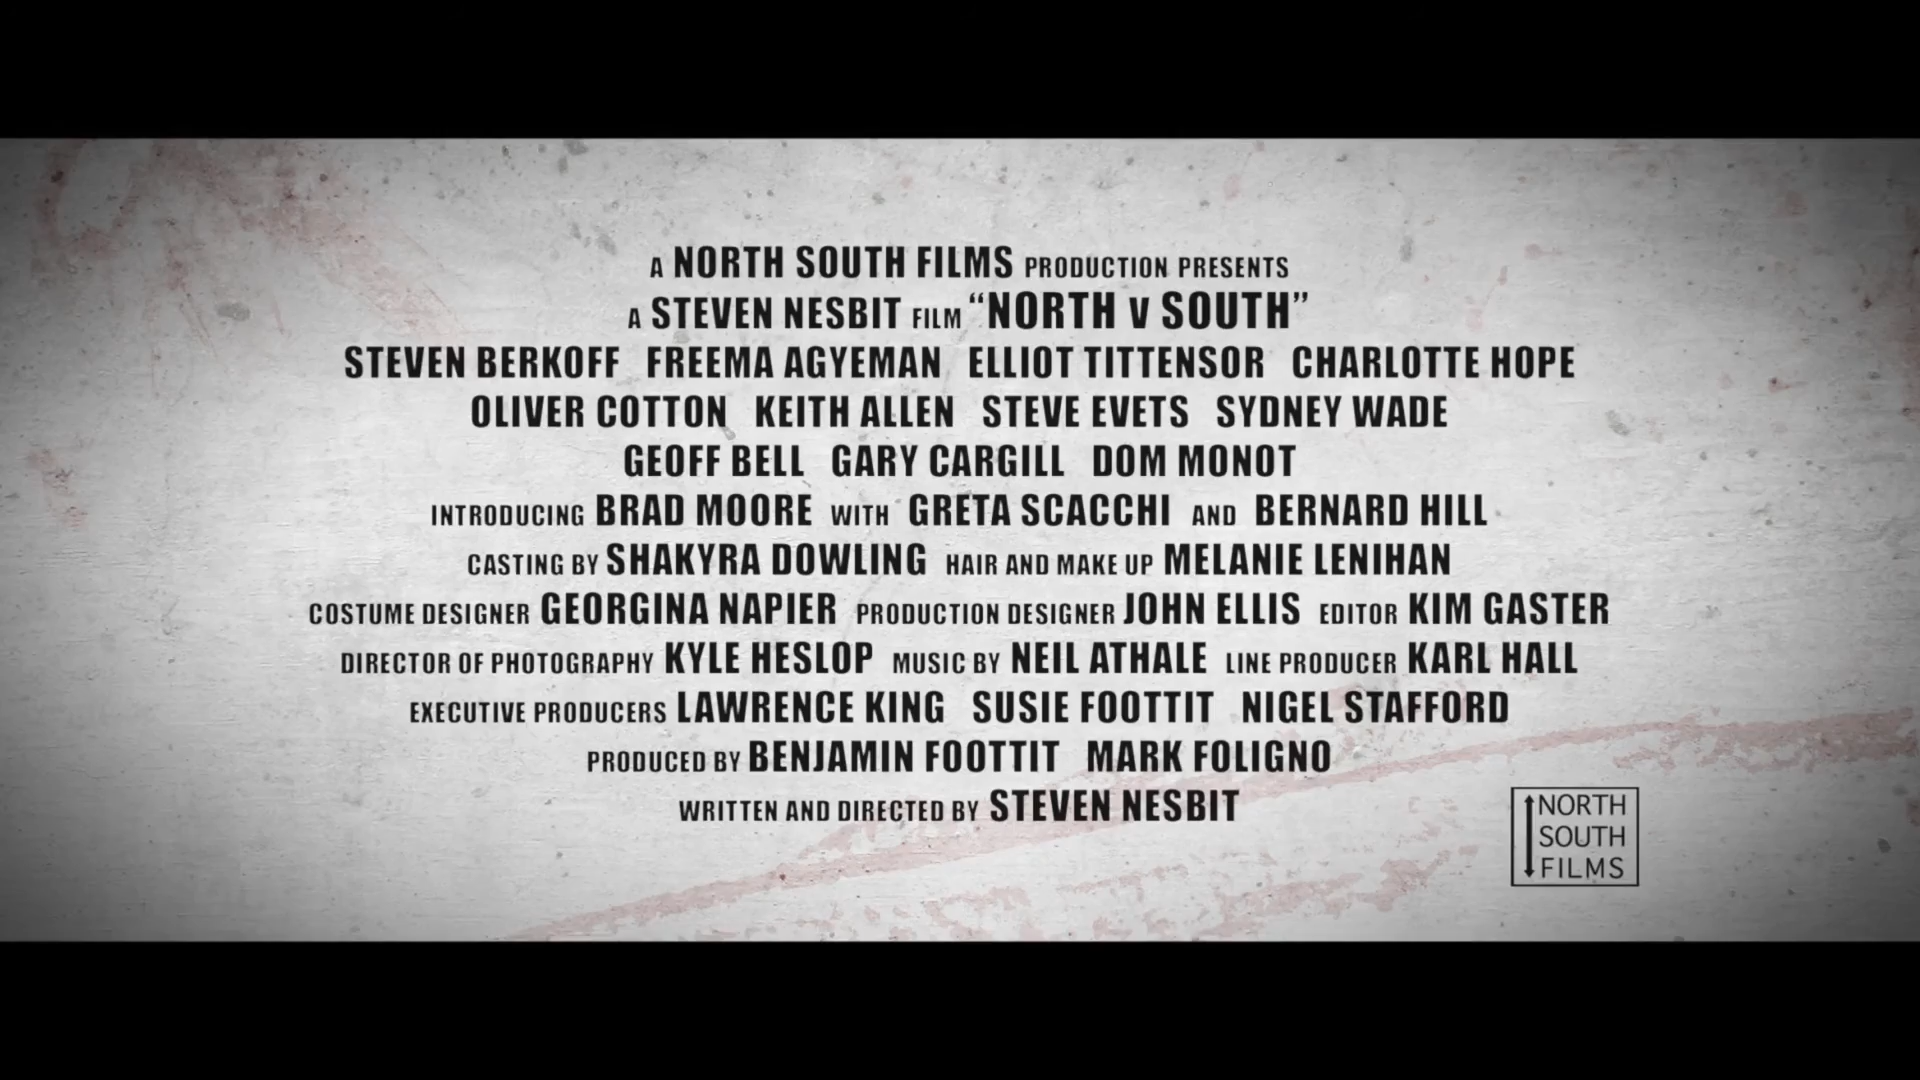 A NORTH SOUTH FILMS PRODUCTION PRESENTS
A STEVEN NESBIT FILM “NORTH V SOUTH”
STEVEN BERKOFF FREEMA AGYEMAN ELLIOT TITTENSOR CHARLOTTE HOPE
OLIVER COTTON KEITH ALLEN STEVE EVETS SYDNEY WADE
GEOFF BELL GARY CARGILL DOM MONOT
INTRODUCING BRAD MOORE WITH GRETA SCACCHI AND BERNARD HILL
CASTING BY SHAKYRA DOWLING HAIR AND MAKE UP MELANIE LENIHAN
COSTUME DESIGNER GEORGINA NAPIER PRODUCTION DESIGNER JOHN ELLIS EDITOR KIM GASTER
DIRECTOR OF PHOTOGRAPHY KYLE HESLOP MUSIC BY NEIL ATHALE LINE PRODUCER KARL HALL
EXECUTIVE PRODUCERS LAWRENCE KING SUSIE FOOTTIT NIGEL STAFFORD
PRODUCED BY BENJAMIN FOOTTIT MARK FOLIGNO
WRITTEN AND DIRECTED BY STEVEN NESBIT
NORTH
SOUTH
FILMS